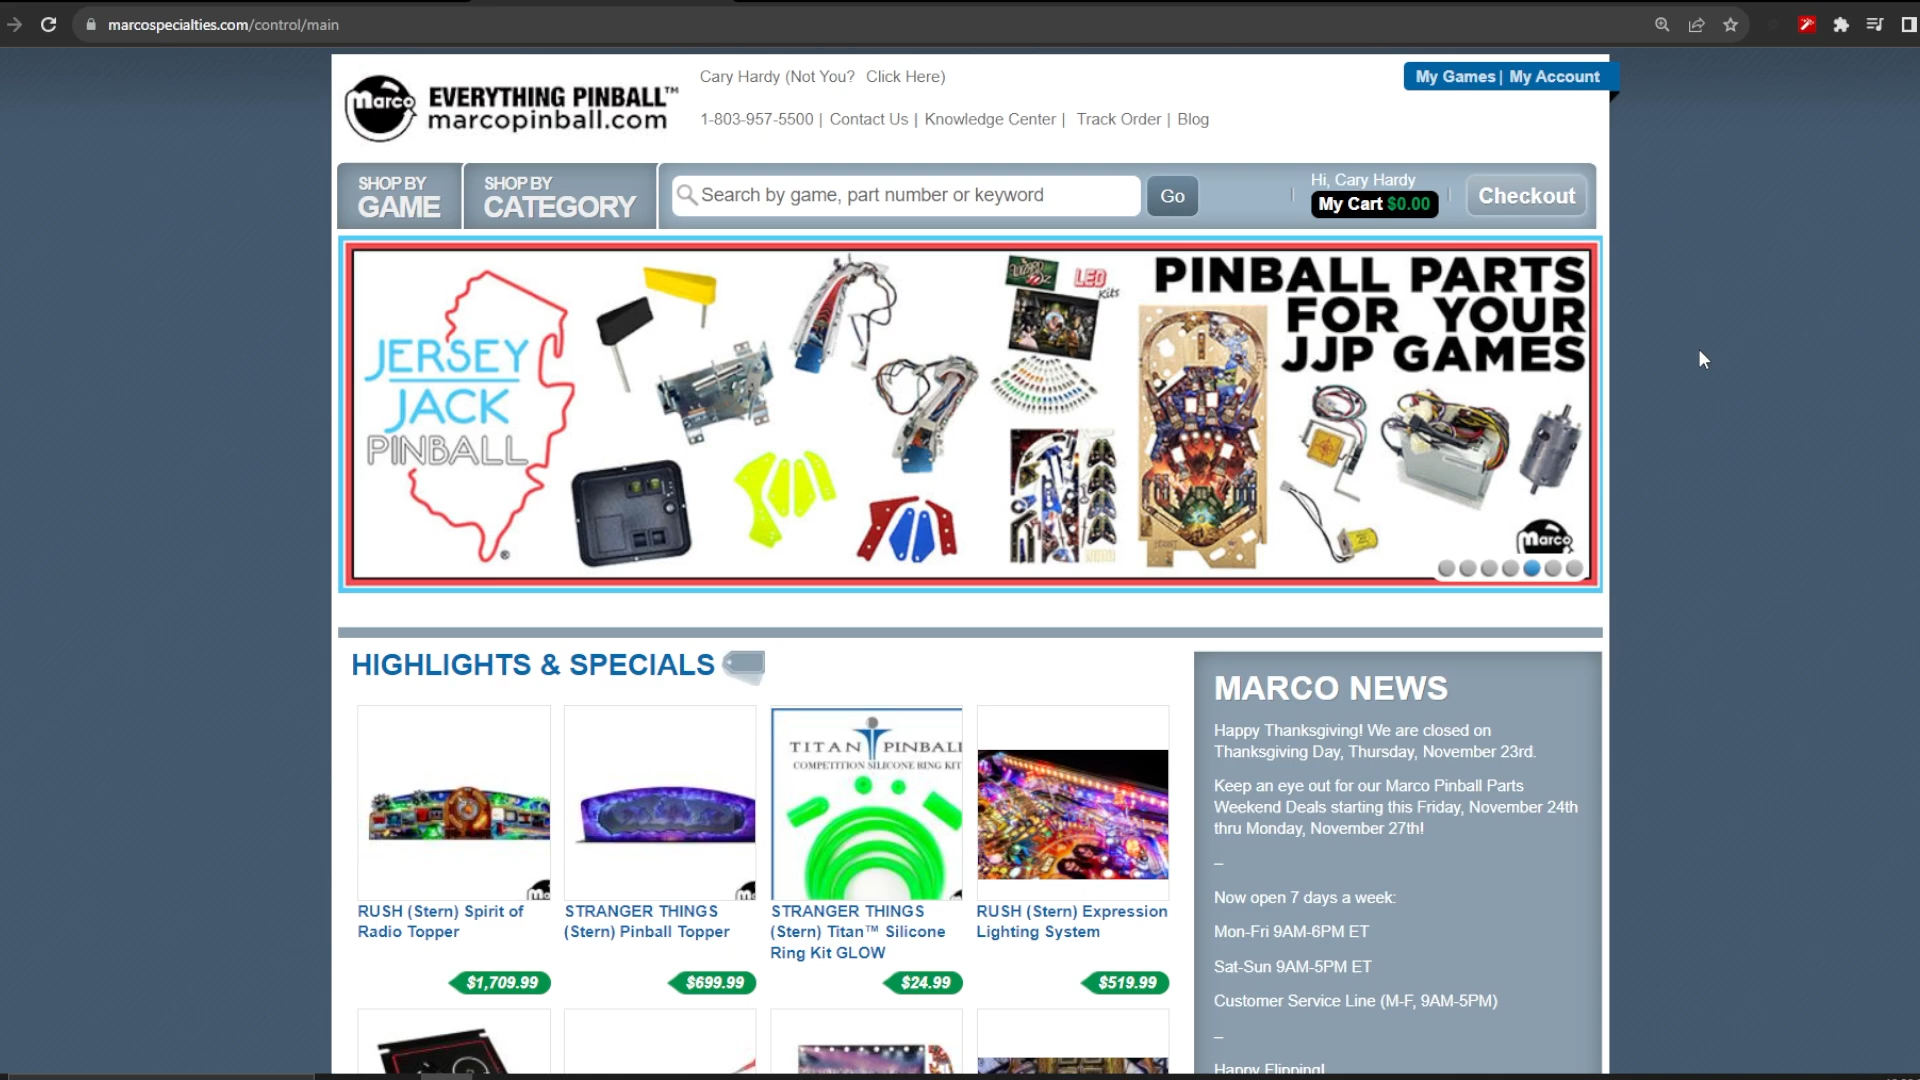 marcospecialties.com/control/main
marco
EVERYTHING PINBALL™
marcopinball.com
Cary Hardy (Not You? Click Here)
1-803-957-5500 | Contact Us | Knowledge Center | Track Order | Blog
My Games | My Account
SHOP BY
GAME
SHOP BY
CATEGORY
Search by game, part number or keyword
Go
Hi, Cary Hardy
My Cart $0.00
Checkout
JERSEY
JACK
PINBALL
®
LED
Kits
PINBALL PARTS
FOR YOUR
JJP GAMES
marco
HIGHLIGHTS & SPECIALS
TITAN PINBALL
COMPETITION SILICONE RING KIT
RUSH (Stern) Spirit of
Radio Topper
$1,709.99
STRANGER THINGS
(Stern) Pinball Topper
$699.99
STRANGER THINGS
(Stern) Titan™ Silicone
Ring Kit GLOW
$24.99
RUSH (Stern) Expression
Lighting System
$519.99
MARCO NEWS
Happy Thanksgiving! We are closed on
Thanksgiving Day, Thursday, November 23rd.
Keep an eye out for our Marco Pinball Parts
Weekend Deals starting this Friday, November 24th
thru Monday, November 27th!
–
Now open 7 days a week:
Mon-Fri 9AM-6PM ET
Sat-Sun 9AM-5PM ET
Customer Service Line (M-F, 9AM-5PM)
–
Happy Flipping!